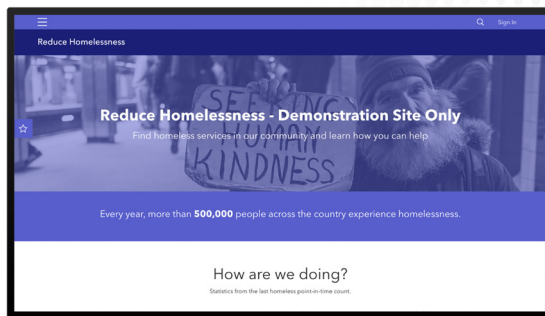 Sign In
Reduce Homelessness
SEEKING
HUMAN
KINDNESS
Reduce Homelessness - Demonstration Site Only
Find homeless services in our community and learn how you can help
Every year, more than 500,000 people across the country experience homelessness.
How are we doing?
Statistics from the last homeless point-in-time count.